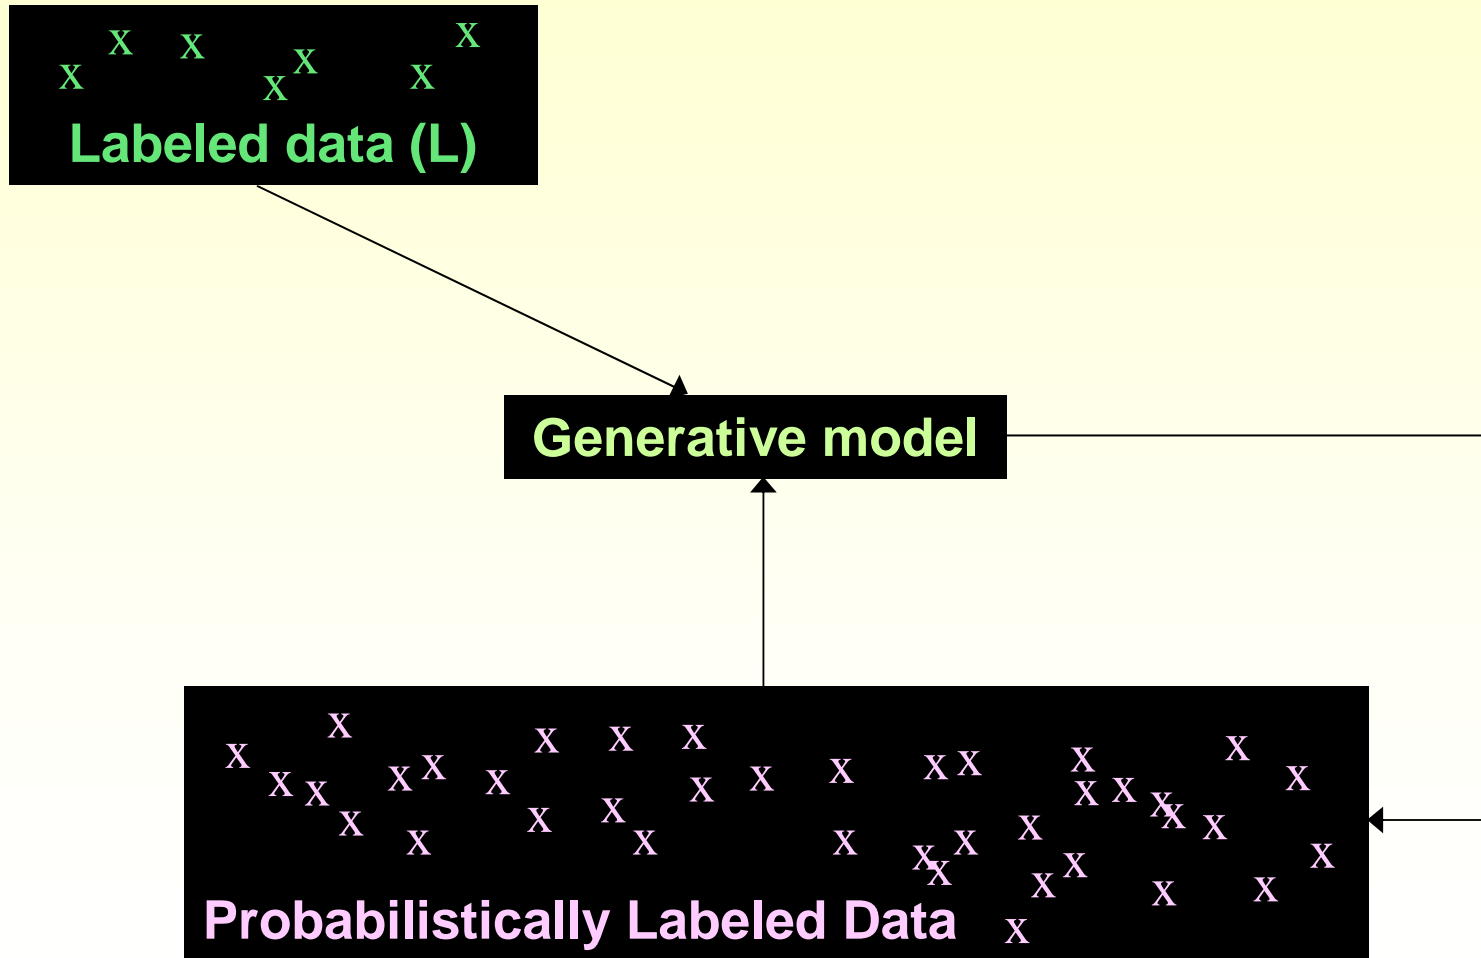 x x x x x x x
Labeled data (L)
Generative model
x x x x x x x x x x x x x x x x x x x x x x x x x x x x x x x x x x x x x x x x
Probabilistically Labeled Data